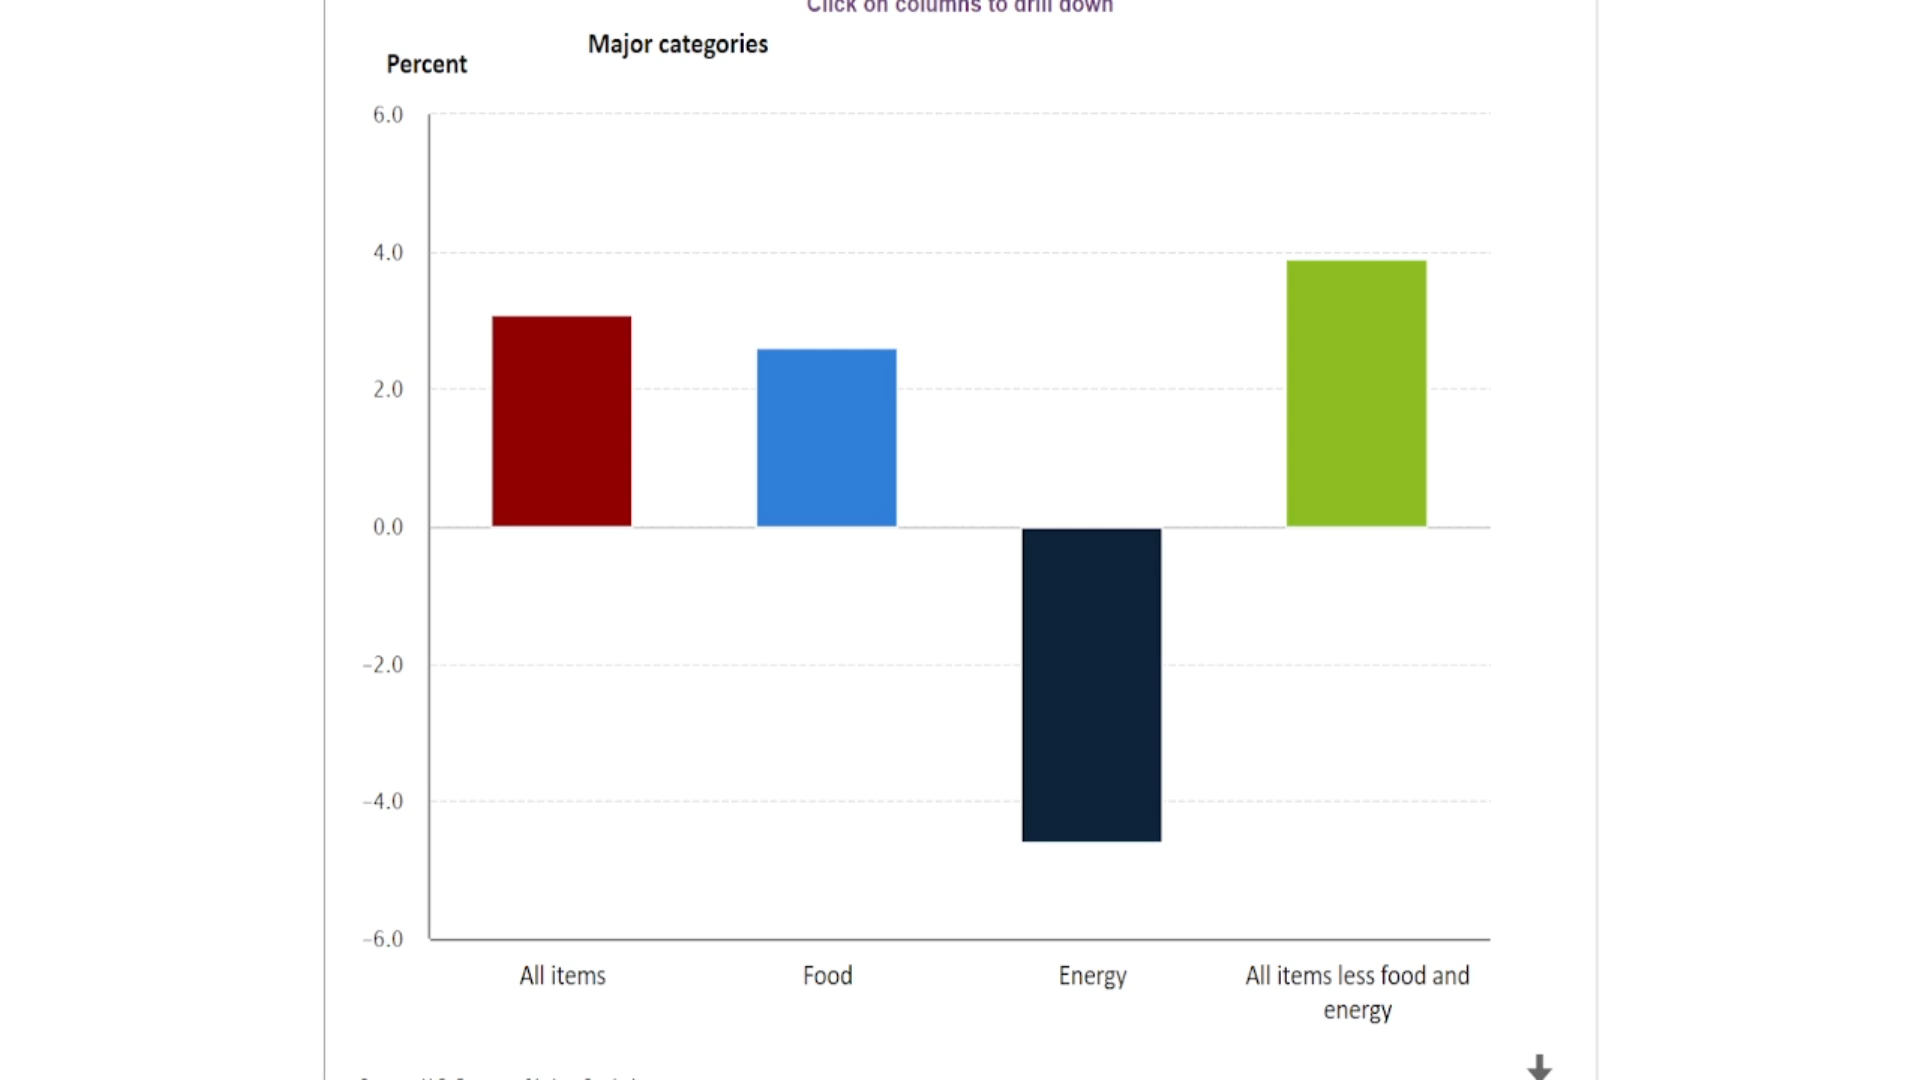 Click on columns to drill down
Major categories
Percent
6.0
4.0
2.0
0.0
−2.0
−4.0
−6.0
All items
Food
Energy
All items less food and
energy